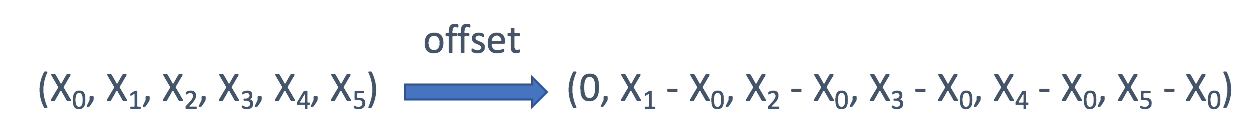 offset
(X₀, X₁, X₂, X₃, X₄, X₅) (0, X₁ - X₀, X₂ - X₀, X₃ - X₀, X₄ - X₀, X₅ - X₀)